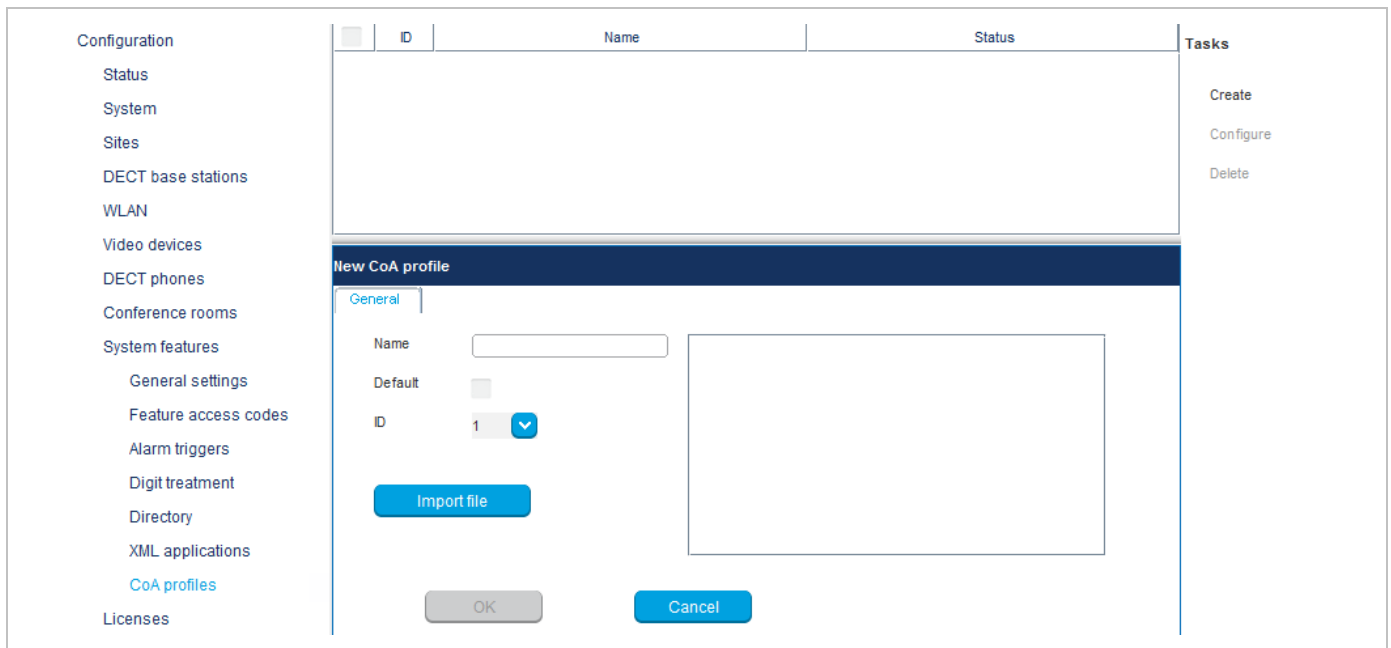 Configuration
Status
System
Sites
DECT base stations
WLAN
Video devices
DECT phones
Conference rooms
System features
General settings
Feature access codes
Alarm triggers
Digit treatment
Directory
XML applications
CoA profiles
Licenses
ID Name Status
New CoA profile
General
Name
Default
ID 1
Import file
OK Cancel
Tasks
Create
Configure
Delete